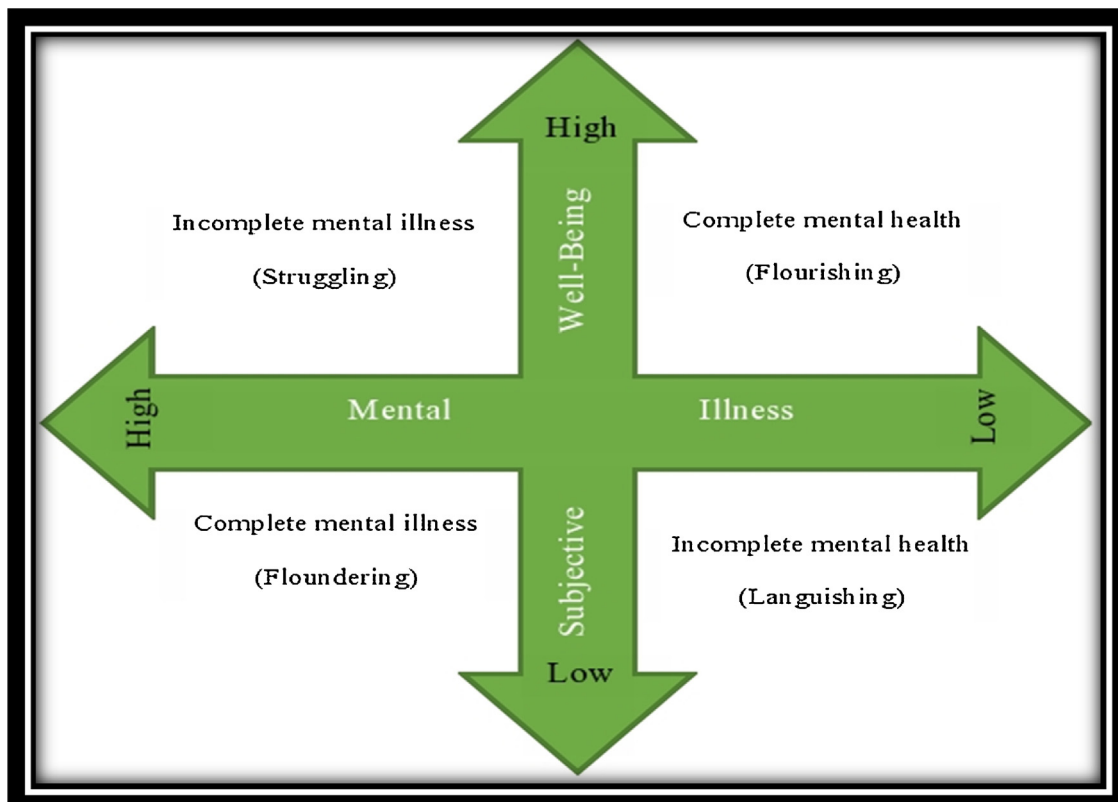 High
Well-Being
Incomplete mental illness
(Struggling)
Complete mental health
(Flourishing)
High
Mental Illness
Low
Complete mental illness
(Floundering)
Subjective
Incomplete mental health
(Languishing)
Low